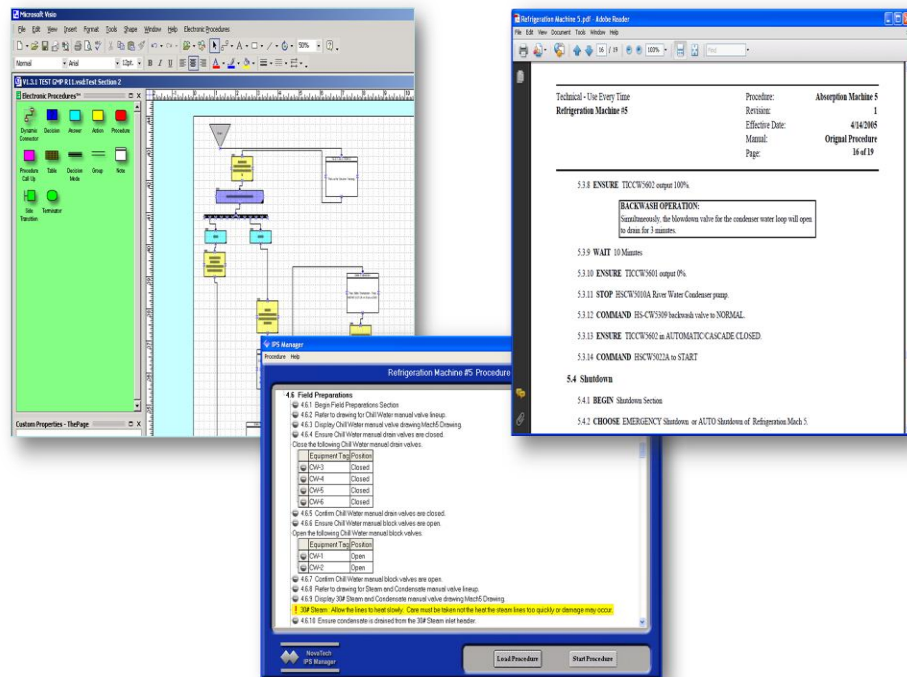 Microsoft Visio
File Edit View Insert Format Tools Shape Window Help Electronic Procedures
90%
Normal Arial 12pt.
V1.3.1 TEST GMP R11.vsd:Test Section 2
Electronic Procedures™
Dynamic Connector
Decision
Answer
Action
Procedure
Procedure Call Up
Table
Decision Mode
Group
Note
Side Transition
Terminator
Custom Properties - ThePage
Refrigeration Machine 5.pdf - Adobe Reader
File Edit View Document Tools Window Help
16 / 19 100% Find
Technical - Use Every Time
Refrigeration Machine #5
Procedure: Absorption Machine 5
Revision: 1
Effective Date: 4/14/2005
Manual: Orignal Procedure
Page: 16 of 19
5.3.8 ENSURE TICCW5602 output 100%.
BACKWASH OPERATION:
Simultaneously, the blowdown valve for the condenser water loop will open
to drain for 3 minutes.
5.3.9 WAIT 10 Minutes
5.3.10 ENSURE TICCW5601 output 0%.
5.3.11 STOP HSCW5010A River Water Condenser pump.
5.3.12 COMMAND HS-CW5309 backwash valve to NORMAL.
5.3.13 ENSURE TICCW5602 in AUTOMATIC/CASCADE CLOSED.
5.3.14 COMMAND HSCW5022A to START
5.4 Shutdown
5.4.1 BEGIN Shutdown Section
5.4.2 CHOOSE EMERGENCY Shutdown or AUTO Shutdown of Refrigeration Mach 5.
IPS Manager
Procedure Help
Refrigeration Machine #5 Procedure
4.6 Field Preparations
4.6.1 Begin Field Preparations Section
4.6.2 Refer to drawing for Chill Water manual valve lineup.
4.6.3 Display Chill Water manual valve drawing Mach5 Drawing.
4.6.4 Ensure Chill Water manual drain valves are closed.
Close the following Chill Water manual drain valves.
Equipment Tag Position
CW-3 Closed
CW-4 Closed
CW-5 Closed
CW-6 Closed
4.6.5 Confirm Chill Water manual drain valves are closed.
4.6.6 Ensure Chill Water manual block valves are open.
Open the following Chill Water manual block valves.
Equipment Tag Position
CW-1 Open
CW-2 Open
4.6.7 Confirm Chill Water manual block valves are open.
4.6.8 Refer to drawing for Steam and Condensate manual valve lineup.
4.6.9 Display 30# Steam and Condensate manual valve drawing Mach5 Drawing.
! 30# Steam: Allow the lines to heat slowly. Care must be taken not the heat the steam lines too quickly or damage may occur.
4.6.10 Ensure condensate is drained from the 30# Steam inlet header.
NovaTech
IPS Manager
Load Procedure
Start Procedure